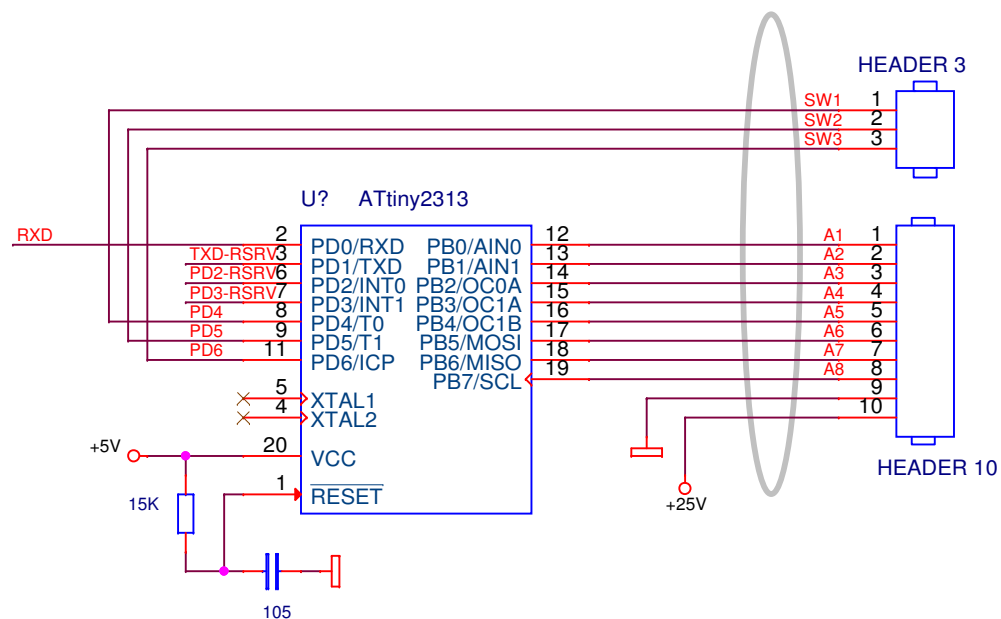 HEADER 3
SW1 1
SW2 2
SW3 3
U? ATtiny2313
RXD 2 PD0/RXD PB0/AIN0 12 A1 1
TXD-RSRV 3 PD1/TXD PB1/AIN1 13 A2 2
PD2-RSRV 6 PD2/INT0 PB2/OC0A 14 A3 3
PD3-RSRV 7 PD3/INT1 PB3/OC1A 15 A4 4
PD4 8 PD4/T0 PB4/OC1B 16 A5 5
PD5 9 PD5/T1 PB5/MOSI 17 A6 6
PD6 11 PD6/ICP PB6/MISO 18 A7 7
PB7/SCL 19 A8 8
5 XTAL1 9
4 XTAL2 10
+5V 20 VCC
HEADER 10
1 RESET
15K
+25V
105